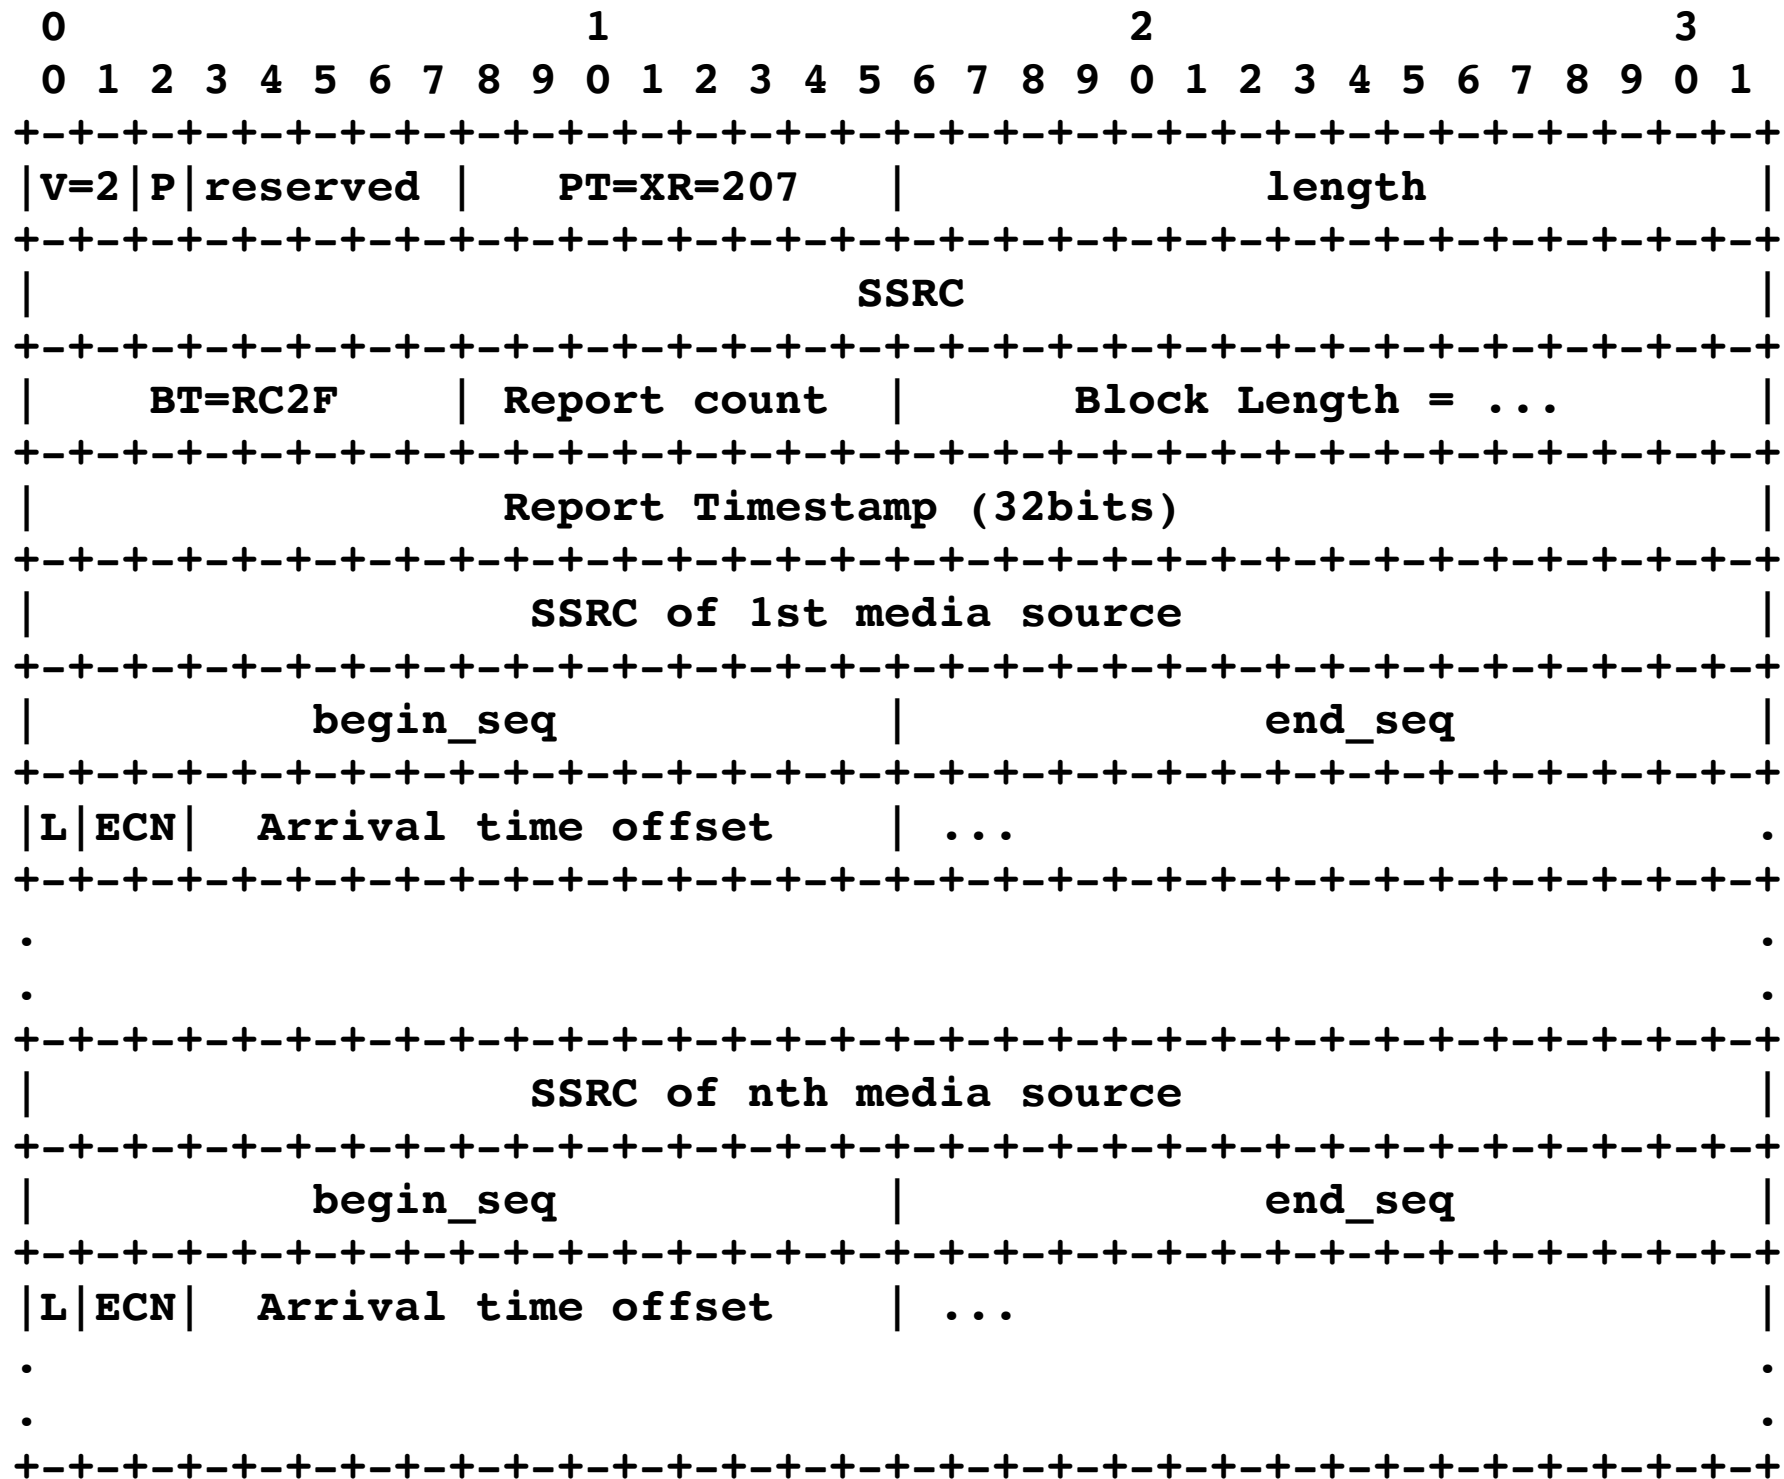 0                   1                   2                   3
 0 1 2 3 4 5 6 7 8 9 0 1 2 3 4 5 6 7 8 9 0 1 2 3 4 5 6 7 8 9 0 1
+-+-+-+-+-+-+-+-+-+-+-+-+-+-+-+-+-+-+-+-+-+-+-+-+-+-+-+-+-+-+-+-+
|V=2|P|reserved |   PT=XR=207   |             length            |
+-+-+-+-+-+-+-+-+-+-+-+-+-+-+-+-+-+-+-+-+-+-+-+-+-+-+-+-+-+-+-+-+
|                              SSRC                             |
+-+-+-+-+-+-+-+-+-+-+-+-+-+-+-+-+-+-+-+-+-+-+-+-+-+-+-+-+-+-+-+-+
|    BT=RC2F    | Report count  |      Block Length = ...       |
+-+-+-+-+-+-+-+-+-+-+-+-+-+-+-+-+-+-+-+-+-+-+-+-+-+-+-+-+-+-+-+-+
|                 Report Timestamp (32bits)                     |
+-+-+-+-+-+-+-+-+-+-+-+-+-+-+-+-+-+-+-+-+-+-+-+-+-+-+-+-+-+-+-+-+
|                  SSRC of 1st media source                     |
+-+-+-+-+-+-+-+-+-+-+-+-+-+-+-+-+-+-+-+-+-+-+-+-+-+-+-+-+-+-+-+-+
|          begin_seq            |             end_seq           |
+-+-+-+-+-+-+-+-+-+-+-+-+-+-+-+-+-+-+-+-+-+-+-+-+-+-+-+-+-+-+-+-+
|L|ECN|  Arrival time offset    | ...                           .
+-+-+-+-+-+-+-+-+-+-+-+-+-+-+-+-+-+-+-+-+-+-+-+-+-+-+-+-+-+-+-+-+
.                                                               .
.                                                               .
+-+-+-+-+-+-+-+-+-+-+-+-+-+-+-+-+-+-+-+-+-+-+-+-+-+-+-+-+-+-+-+-+
|                  SSRC of nth media source                     |
+-+-+-+-+-+-+-+-+-+-+-+-+-+-+-+-+-+-+-+-+-+-+-+-+-+-+-+-+-+-+-+-+
|          begin_seq            |             end_seq           |
+-+-+-+-+-+-+-+-+-+-+-+-+-+-+-+-+-+-+-+-+-+-+-+-+-+-+-+-+-+-+-+-+
|L|ECN|  Arrival time offset    | ...                           |
.                                                               .
.                                                               .
+-+-+-+-+-+-+-+-+-+-+-+-+-+-+-+-+-+-+-+-+-+-+-+-+-+-+-+-+-+-+-+-+